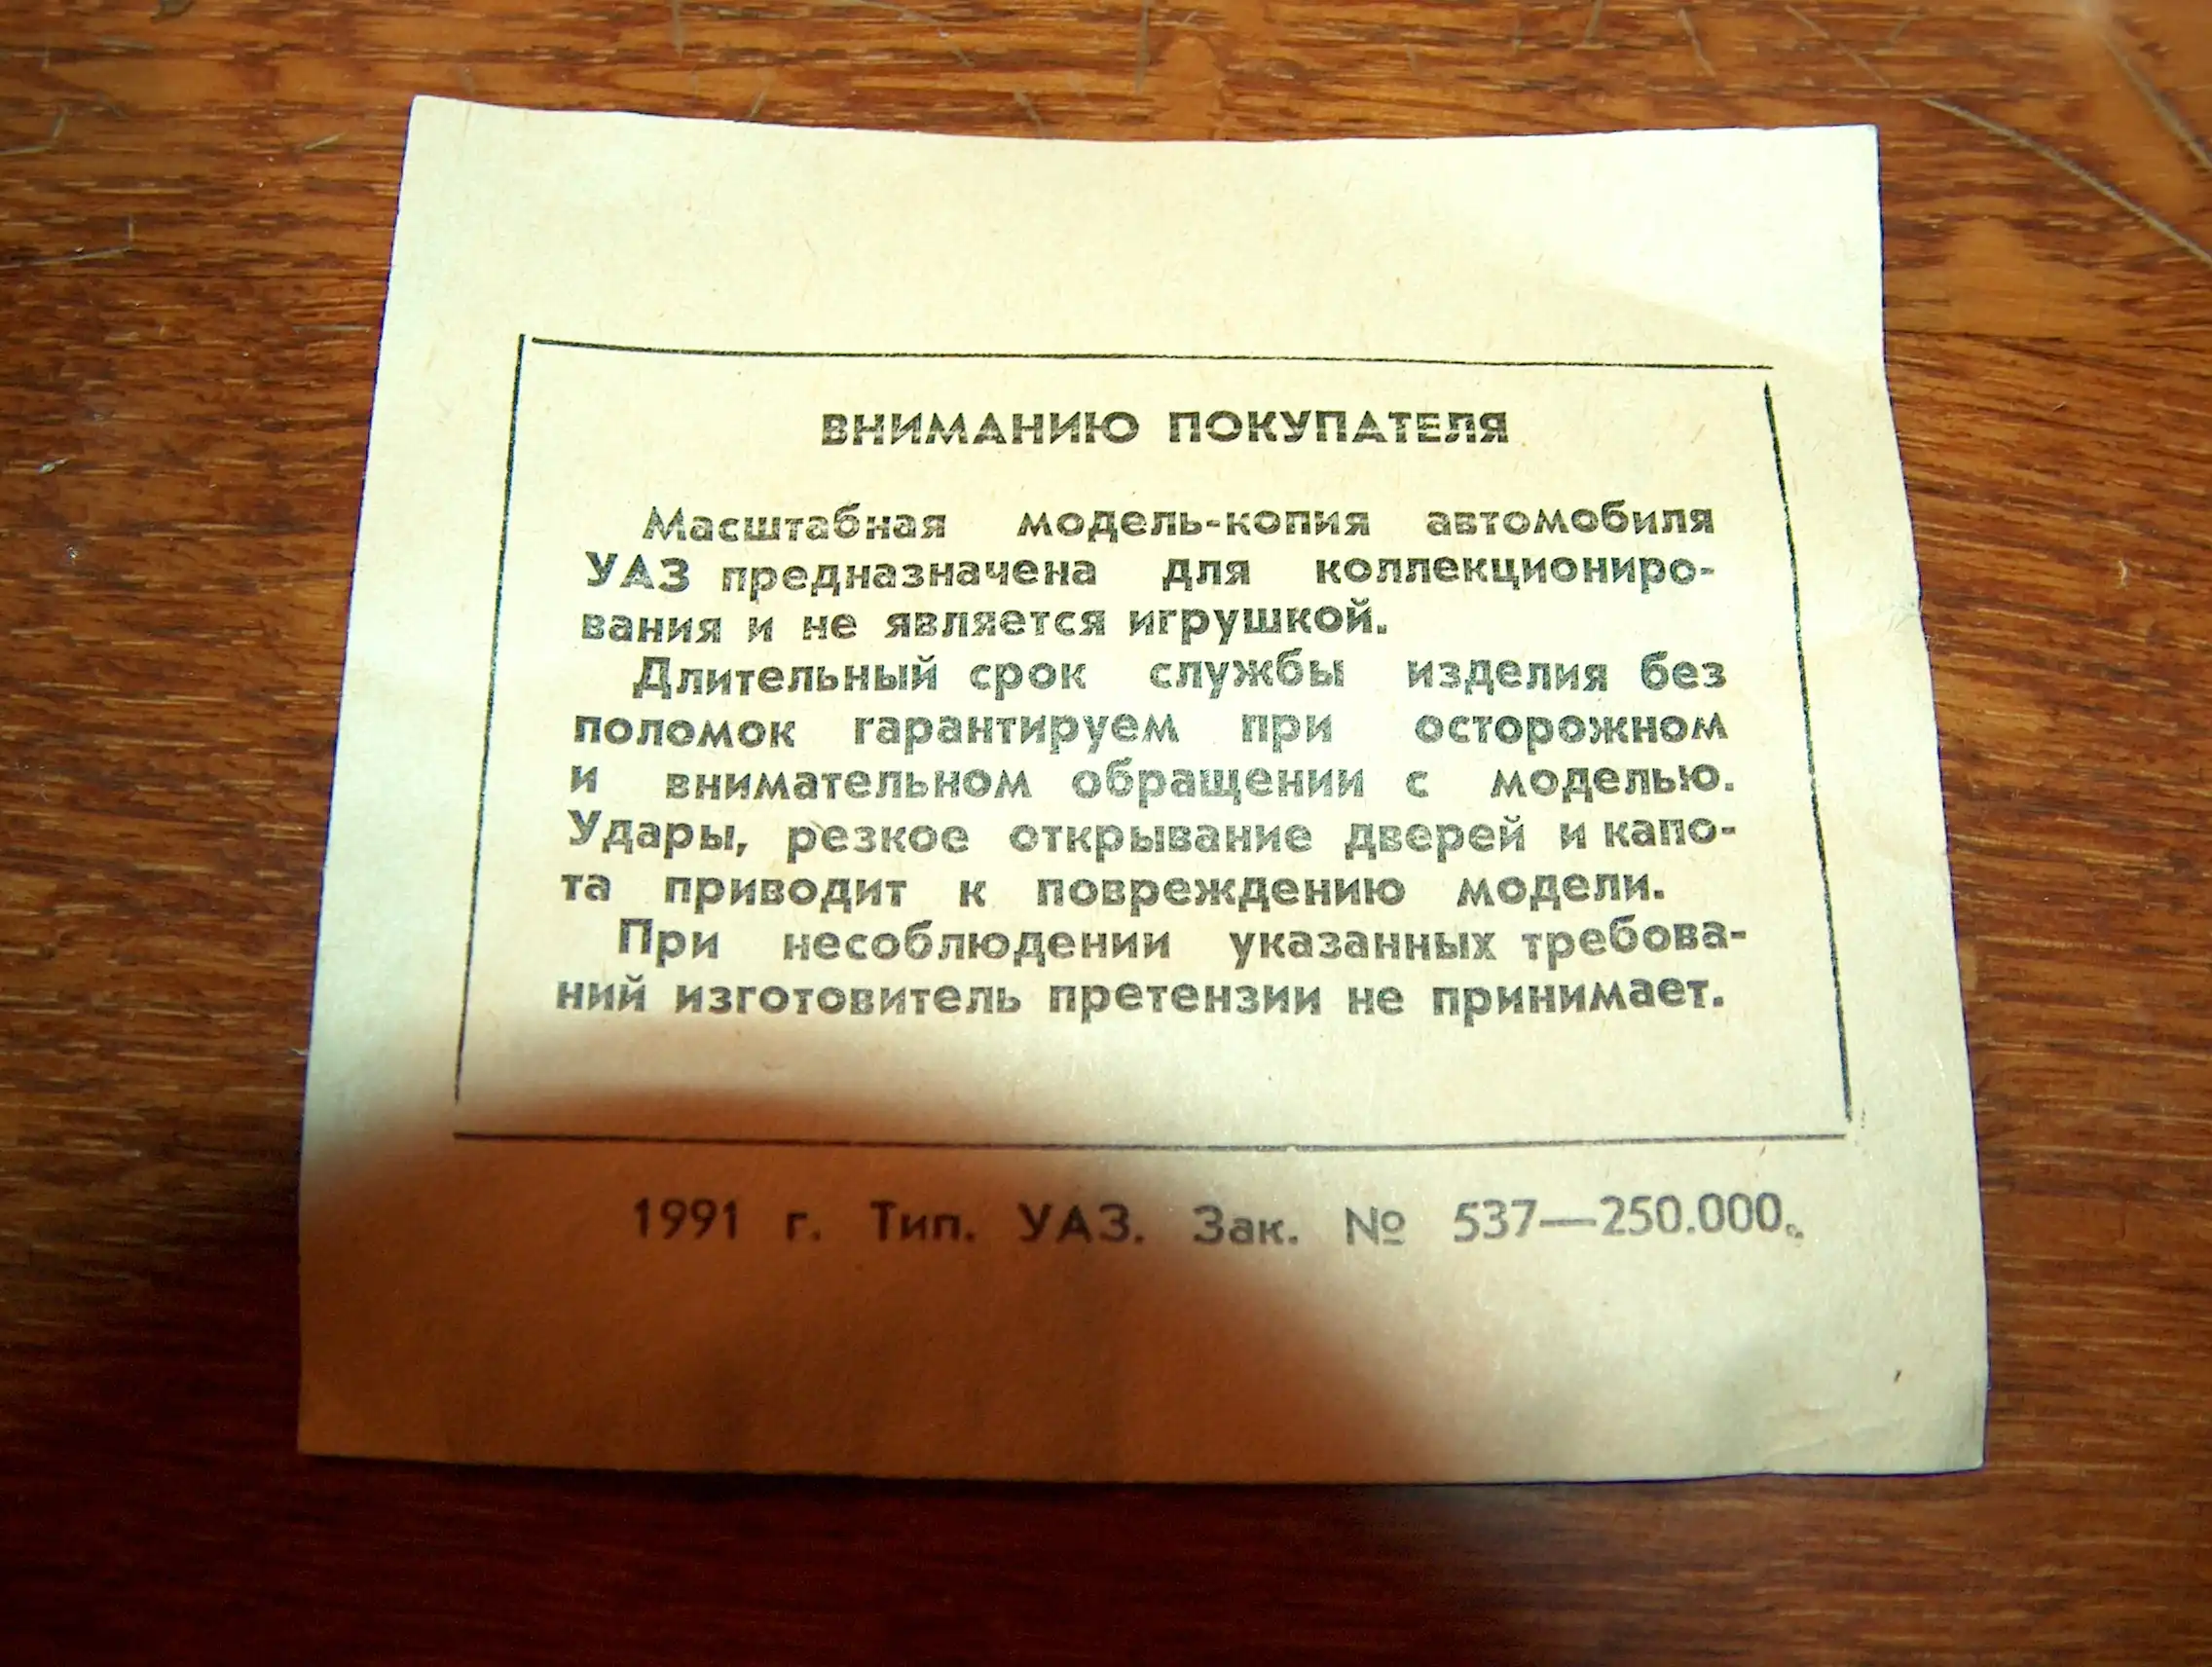 ВНИМАНИЮ ПОКУПАТЕЛЯ
Масштабная модель-копия автомобиля
УАЗ предназначена для коллекциониро-
вания и не является игрушкой.
Длительный срок службы изделия без
поломок гарантируем при осторожном
и внимательном обращении с моделью.
Удары, резкое открывание дверей и капо-
та приводит к повреждению модели.
При несоблюдении указанных требова-
ний изготовитель претензии не принимает.
1991 г. Тип. УАЗ. Зак. № 537—250.000.